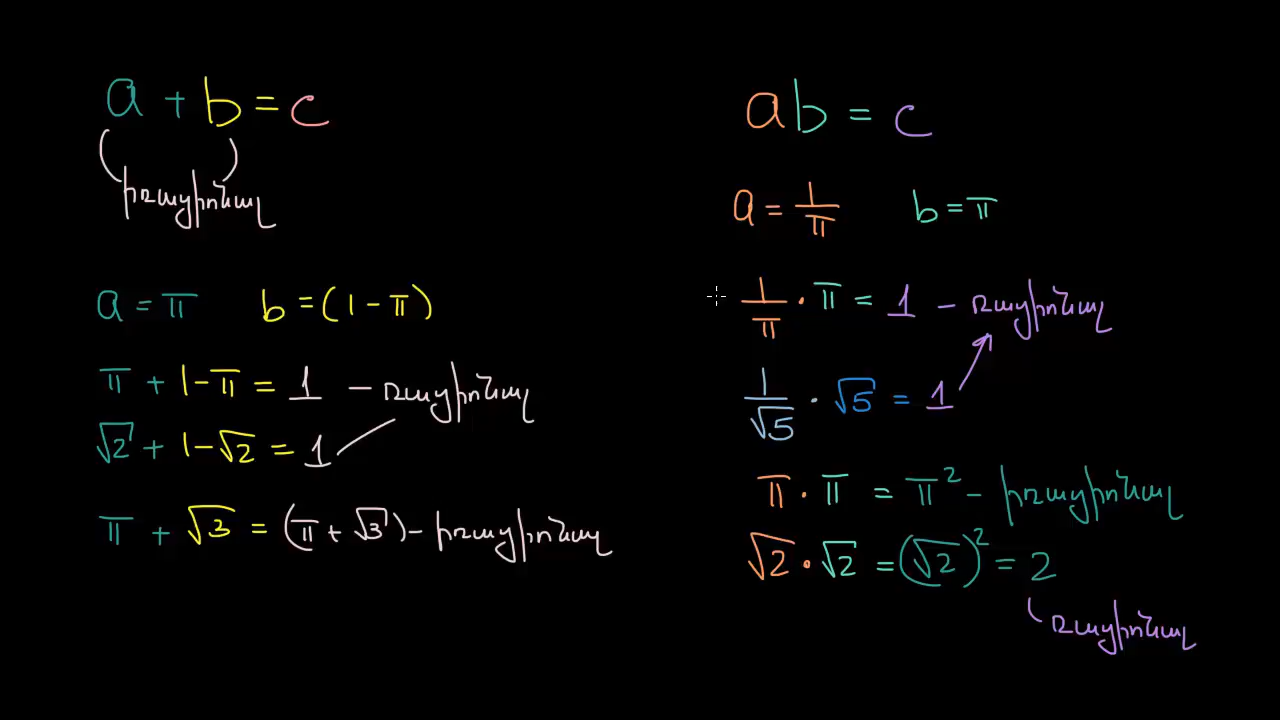 a + b = c
իռացիոնալ
a = π b = (1 - π)
π + 1 - π = 1 - ռացիոնալ
√2 + 1 - √2 = 1
π + √3 = (π + √3) - իռացիոնալ
ab = c
a = 1/π b = π
1/π · π = 1 - ռացիոնալ
1/√5 · √5 = 1
π · π = π² - իռացիոնալ
√2 · √2 = (√2)² = 2
ռացիոնալ